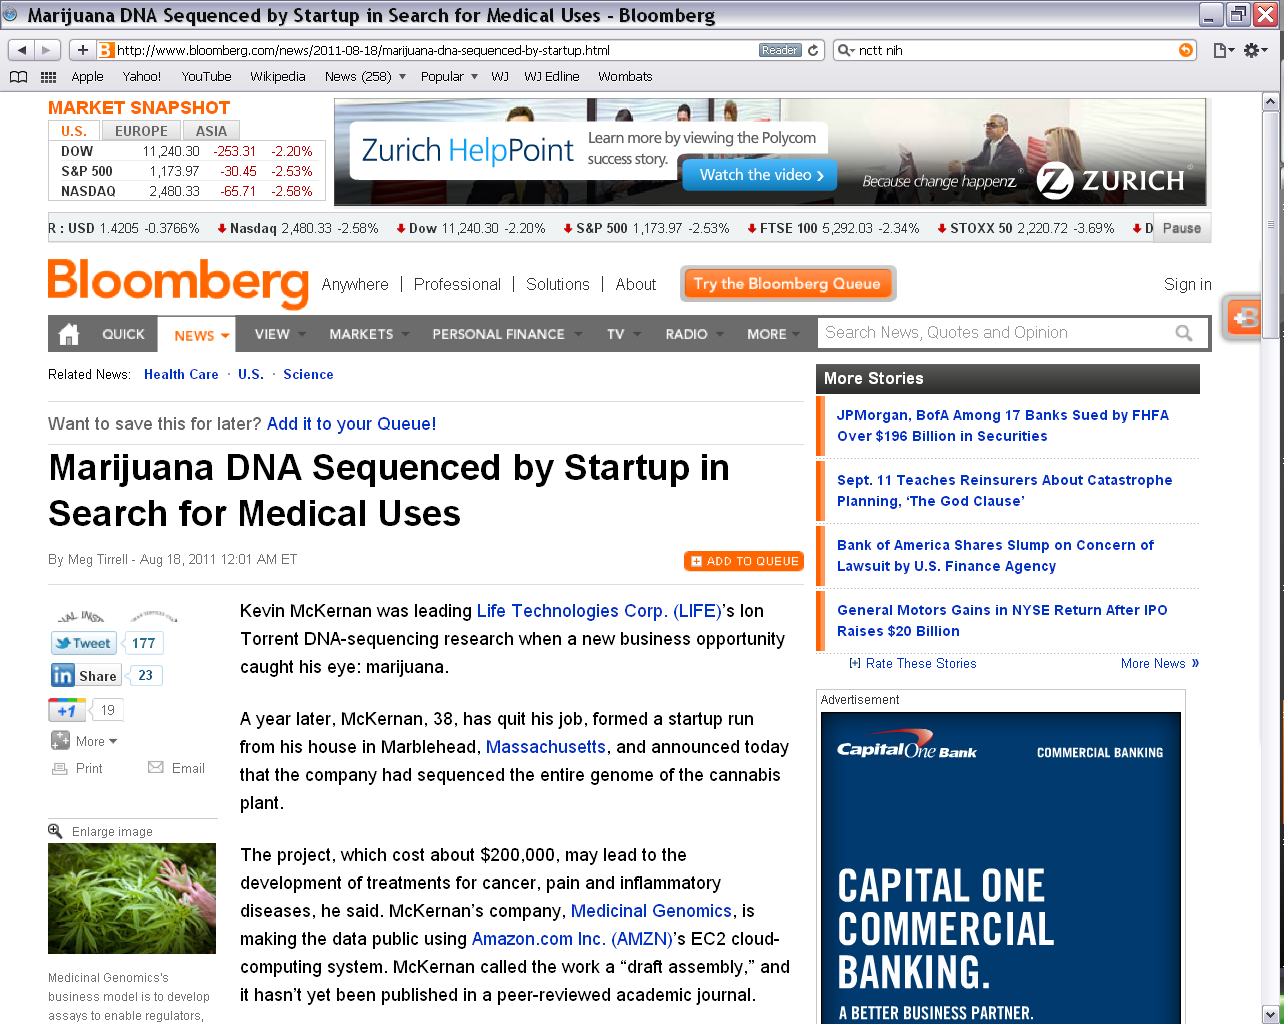 Marijuana DNA Sequenced by Startup in Search for Medical Uses - Bloomberg
http://www.bloomberg.com/news/2011-08-18/marijuana-dna-sequenced-by-startup.html
Reader
nctt nih
Apple Yahoo! YouTube Wikipedia News (258) Popular WJ WJ Edline Wombats
MARKET SNAPSHOT
U.S. EUROPE ASIA
DOW 11,240.30 -253.31 -2.20%
S&P 500 1,173.97 -30.45 -2.53%
NASDAQ 2,480.33 -65.71 -2.58%
Zurich HelpPoint
Learn more by viewing the Polycom
success story.
Watch the video
Because change happenz®
ZURICH®
R : USD 1.4205 -0.3766% Nasdaq 2,480.33 -2.58% Dow 11,240.30 -2.20% S&P 500 1,173.97 -2.53% FTSE 100 5,292.03 -2.34% STOXX 50 2,220.72 -3.69% D Pause
Bloomberg
Anywhere | Professional | Solutions | About
Try the Bloomberg Queue
Sign in
QUICK NEWS VIEW MARKETS PERSONAL FINANCE TV RADIO MORE
Search News, Quotes and Opinion
B
Related News: Health Care · U.S. · Science
Want to save this for later? Add it to your Queue!
Marijuana DNA Sequenced by Startup in
Search for Medical Uses
By Meg Tirrell - Aug 18, 2011 12:01 AM ET
ADD TO QUEUE
Tweet 177
in Share 23
+1 19
More
Print Email
Enlarge image
Medicinal Genomics's
business model is to develop
assays to enable regulators,
Kevin McKernan was leading Life Technologies Corp. (LIFE)’s Ion
Torrent DNA-sequencing research when a new business opportunity
caught his eye: marijuana.
A year later, McKernan, 38, has quit his job, formed a startup run
from his house in Marblehead, Massachusetts, and announced today
that the company had sequenced the entire genome of the cannabis
plant.
The project, which cost about $200,000, may lead to the
development of treatments for cancer, pain and inflammatory
diseases, he said. McKernan’s company, Medicinal Genomics, is
making the data public using Amazon.com Inc. (AMZN)’s EC2 cloud-
computing system. McKernan called the work a “draft assembly,” and
it hasn’t yet been published in a peer-reviewed academic journal.
More Stories
JPMorgan, BofA Among 17 Banks Sued by FHFA
Over $196 Billion in Securities
Sept. 11 Teaches Reinsurers About Catastrophe
Planning, ‘The God Clause’
Bank of America Shares Slump on Concern of
Lawsuit by U.S. Finance Agency
General Motors Gains in NYSE Return After IPO
Raises $20 Billion
[+] Rate These Stories
More News »
Advertisement
Capital One Bank
COMMERCIAL BANKING
CAPITAL ONE
COMMERCIAL
BANKING.
A BETTER BUSINESS PARTNER.